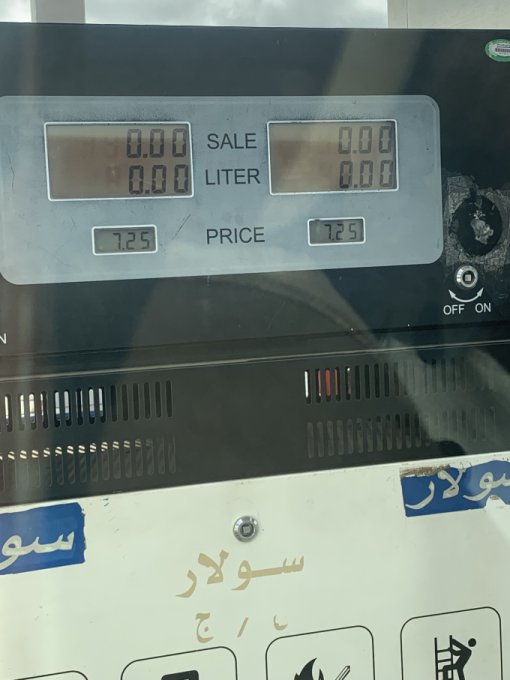 0.00 SALE 0.00
0.00 LITER 0.00
7.25 PRICE 7.25
OFF ON
سولار
سولار
سولار
ج